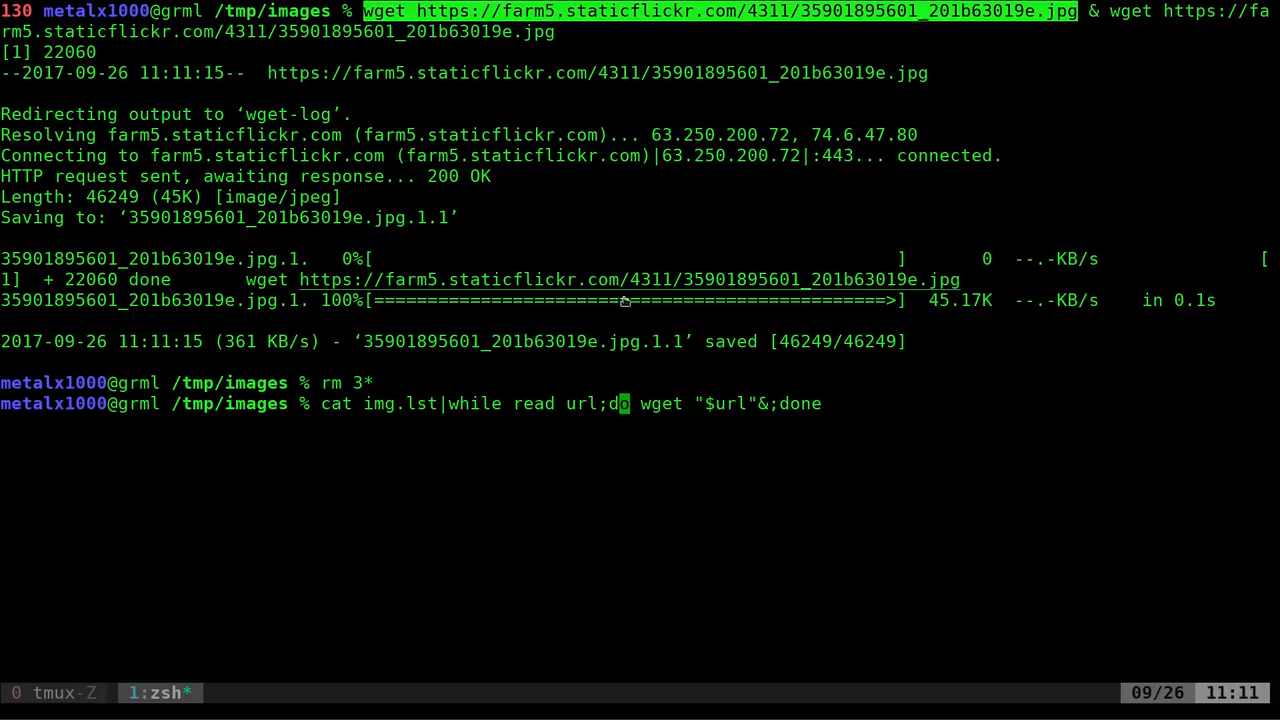 130 metalx1000@grml /tmp/images % wget https://farm5.staticflickr.com/4311/35901895601_201b63019e.jpg & wget https://fa
rm5.staticflickr.com/4311/35901895601_201b63019e.jpg
[1] 22060
--2017-09-26 11:11:15--  https://farm5.staticflickr.com/4311/35901895601_201b63019e.jpg
Redirecting output to ‘wget-log’.
Resolving farm5.staticflickr.com (farm5.staticflickr.com)... 63.250.200.72, 74.6.47.80
Connecting to farm5.staticflickr.com (farm5.staticflickr.com)|63.250.200.72|:443... connected.
HTTP request sent, awaiting response... 200 OK
Length: 46249 (45K) [image/jpeg]
Saving to: ‘35901895601_201b63019e.jpg.1.1’
35901895601_201b63019e.jpg.1.   0%[                                                 ]       0  --.-KB/s               [
1]  + 22060 done       wget https://farm5.staticflickr.com/4311/35901895601_201b63019e.jpg
35901895601_201b63019e.jpg.1. 100%[================================================>]  45.17K  --.-KB/s    in 0.1s
2017-09-26 11:11:15 (361 KB/s) - ‘35901895601_201b63019e.jpg.1.1’ saved [46249/46249]
metalx1000@grml /tmp/images % rm 3*
metalx1000@grml /tmp/images % cat img.lst|while read url;do wget "$url"&;done
0 tmux-Z  1:zsh*  09/26  11:11